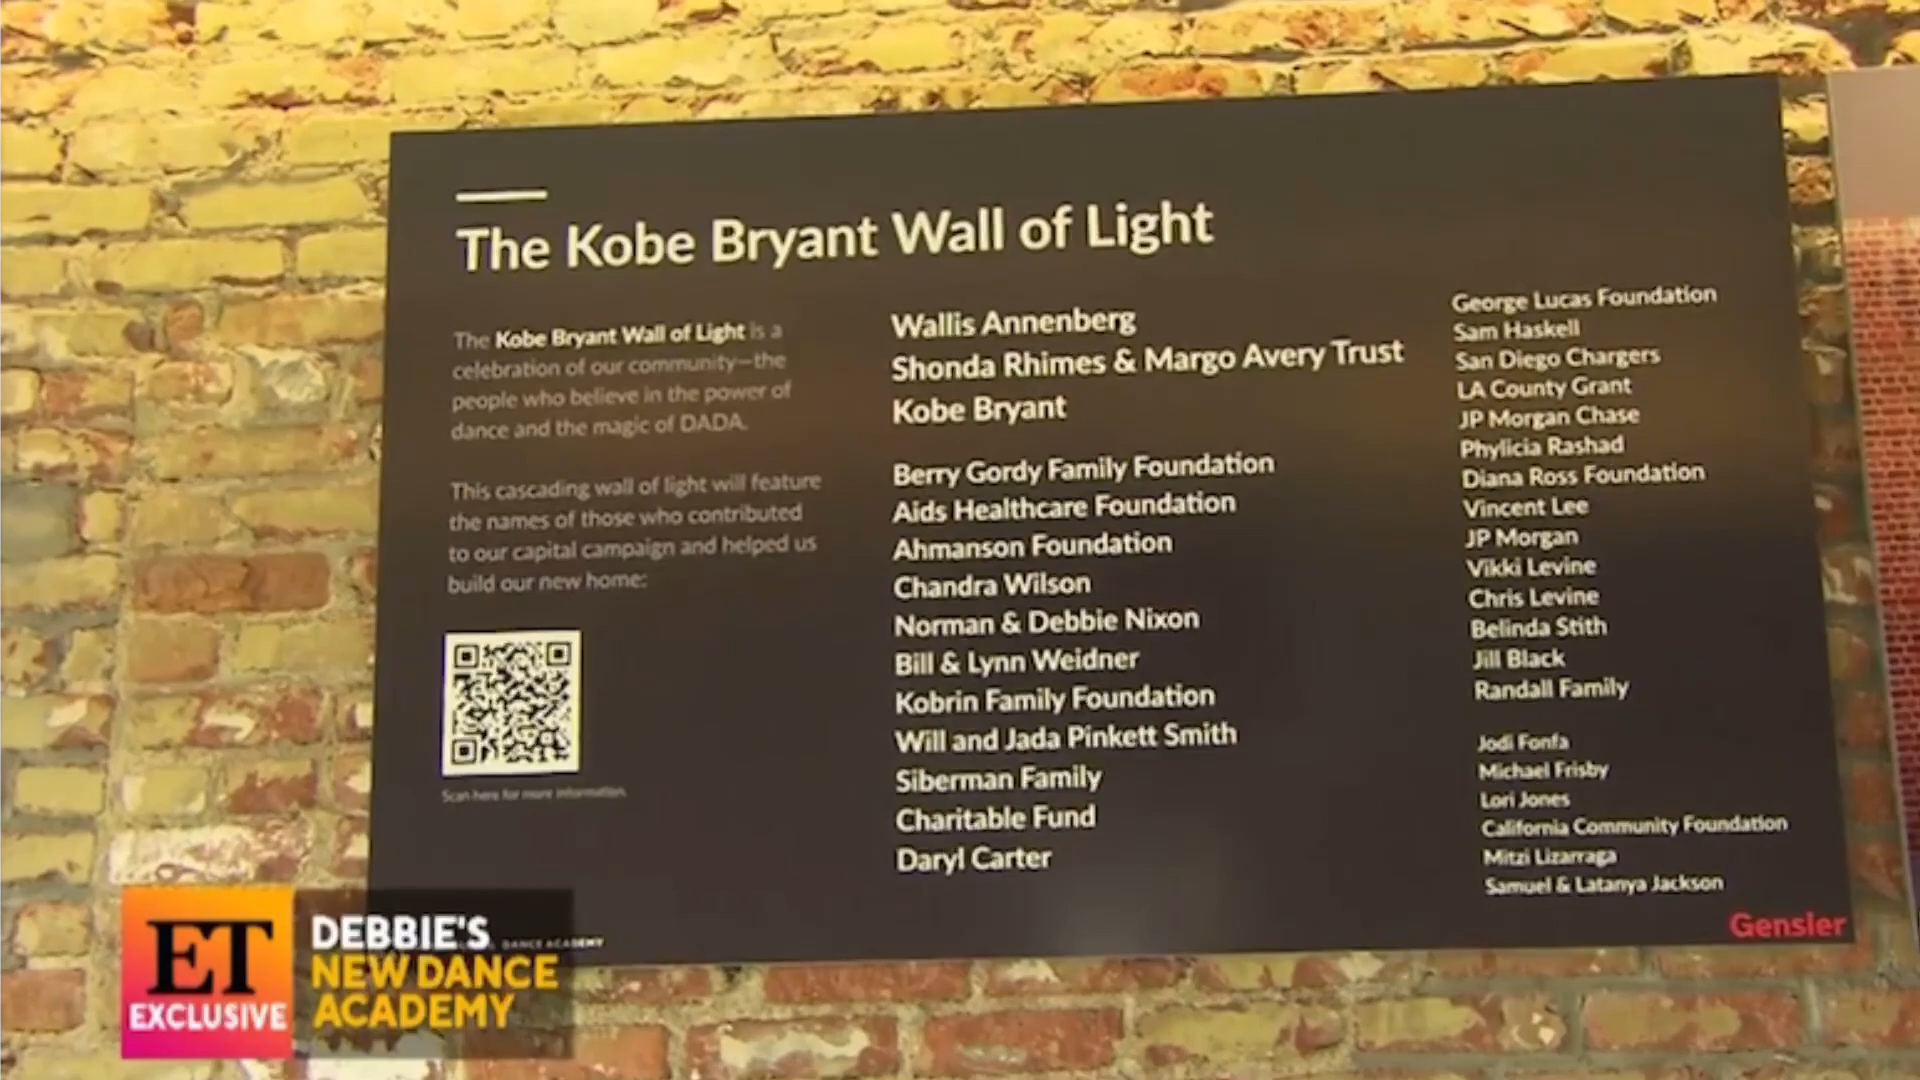 The Kobe Bryant Wall of Light
The Kobe Bryant Wall of Light is a
celebration of our community—the
people who believe in the power of
dance and the magic of DADA.
This cascading wall of light will feature
the names of those who contributed
to our capital campaign and helped us
build our new home:
Scan here for more information.
Wallis Annenberg
Shonda Rhimes & Margo Avery Trust
Kobe Bryant
Berry Gordy Family Foundation
Aids Healthcare Foundation
Ahmanson Foundation
Chandra Wilson
Norman & Debbie Nixon
Bill & Lynn Weidner
Kobrin Family Foundation
Will and Jada Pinkett Smith
Siberman Family
Charitable Fund
Daryl Carter
George Lucas Foundation
Sam Haskell
San Diego Chargers
LA County Grant
JP Morgan Chase
Phylicia Rashad
Diana Ross Foundation
Vincent Lee
JP Morgan
Vikki Levine
Chris Levine
Belinda Stith
Jill Black
Randall Family
Jodi Fonfa
Michael Frisby
Lori Jones
California Community Foundation
Mitzi Lizarraga
Samuel & Latanya Jackson
Gensler
DANCE ACADEMY
ET
EXCLUSIVE
DEBBIE'S
NEW DANCE
ACADEMY